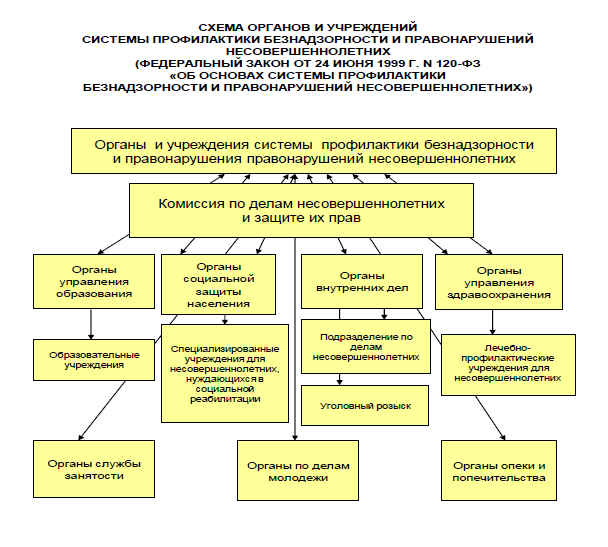 СХЕМА ОРГАНОВ И УЧРЕЖДЕНИЙ
СИСТЕМЫ ПРОФИЛАКТИКИ БЕЗНАДЗОРНОСТИ И ПРАВОНАРУШЕНИЙ
НЕСОВЕРШЕННОЛЕТНИХ
(ФЕДЕРАЛЬНЫЙ ЗАКОН ОТ 24 ИЮНЯ 1999 Г. N 120-ФЗ
«ОБ ОСНОВАХ СИСТЕМЫ ПРОФИЛАКТИКИ
БЕЗНАДЗОРНОСТИ И ПРАВОНАРУШЕНИЙ НЕСОВЕРШЕННОЛЕТНИХ»)
Органы и учреждения системы профилактики безнадзорности
и правонарушения правонарушений несовершеннолетних
Комиссия по делам несовершеннолетних
и защите их прав
Органы
управления
образования
Органы
социальной
защиты
населения
Органы
внутренних дел
Органы
управления
здравоохранения
Образовательные
учреждения
Специализированные
учреждения для
несовершеннолетних,
нуждающихся в
социальной
реабилитации
Подразделение по
делам
несовершеннолетних
Лечебно-
профилактические
учреждения для
несовершеннолетних
Уголовный розыск
Органы службы
занятости
Органы по делам
молодежи
Органы опеки и
попечительства